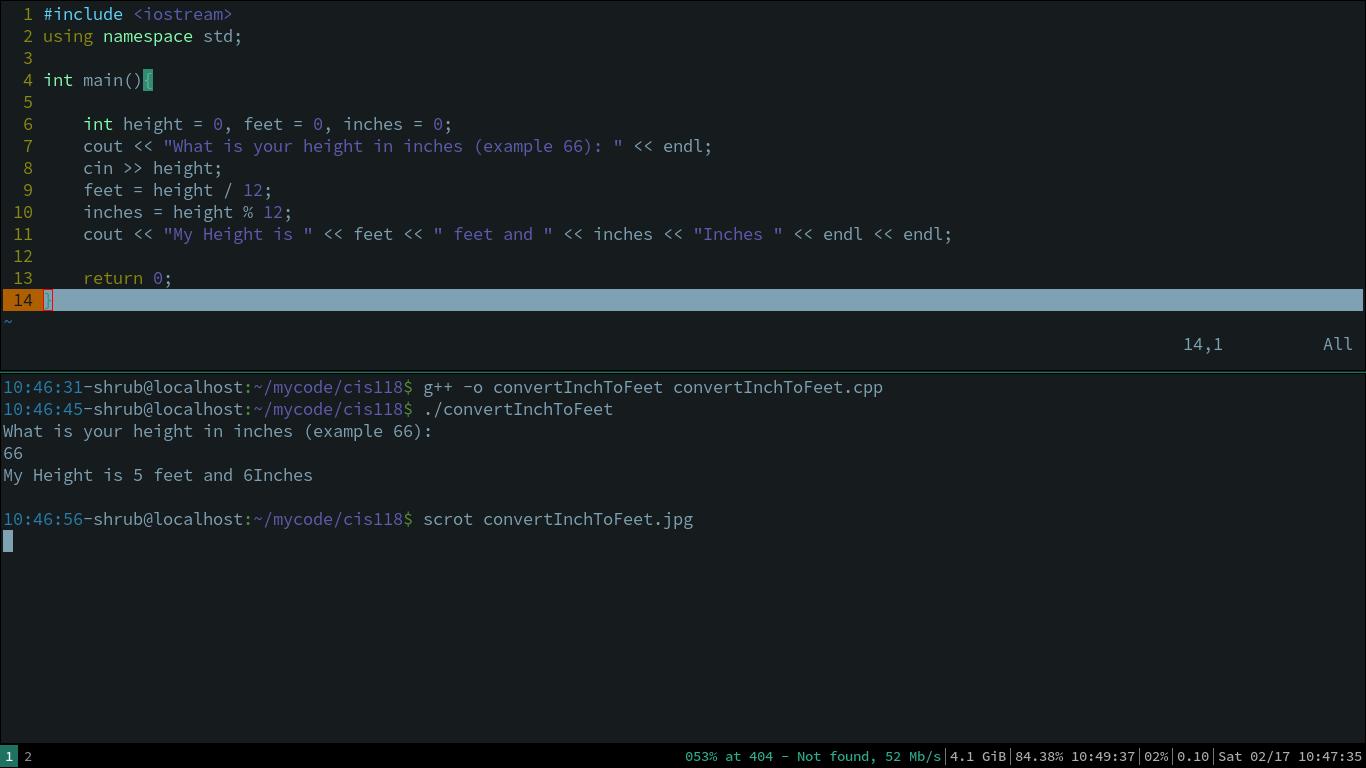 1 #include <iostream>
2 using namespace std;
3
4 int main(){
5
6     int height = 0, feet = 0, inches = 0;
7     cout << "What is your height in inches (example 66): " << endl;
8     cin >> height;
9     feet = height / 12;
10     inches = height % 12;
11     cout << "My Height is " << feet << " feet and " << inches << "Inches " << endl << endl;
12
13     return 0;
14 }
~
14,1 All
10:46:31-shrub@localhost:~/mycode/cis118$ g++ -o convertInchToFeet convertInchToFeet.cpp
10:46:45-shrub@localhost:~/mycode/cis118$ ./convertInchToFeet
What is your height in inches (example 66):
66
My Height is 5 feet and 6Inches
10:46:56-shrub@localhost:~/mycode/cis118$ scrot convertInchToFeet.jpg
1 2 053% at 404 - Not found, 52 Mb/s|4.1 GiB|84.38% 10:49:37|02%|0.10|Sat 02/17 10:47:35